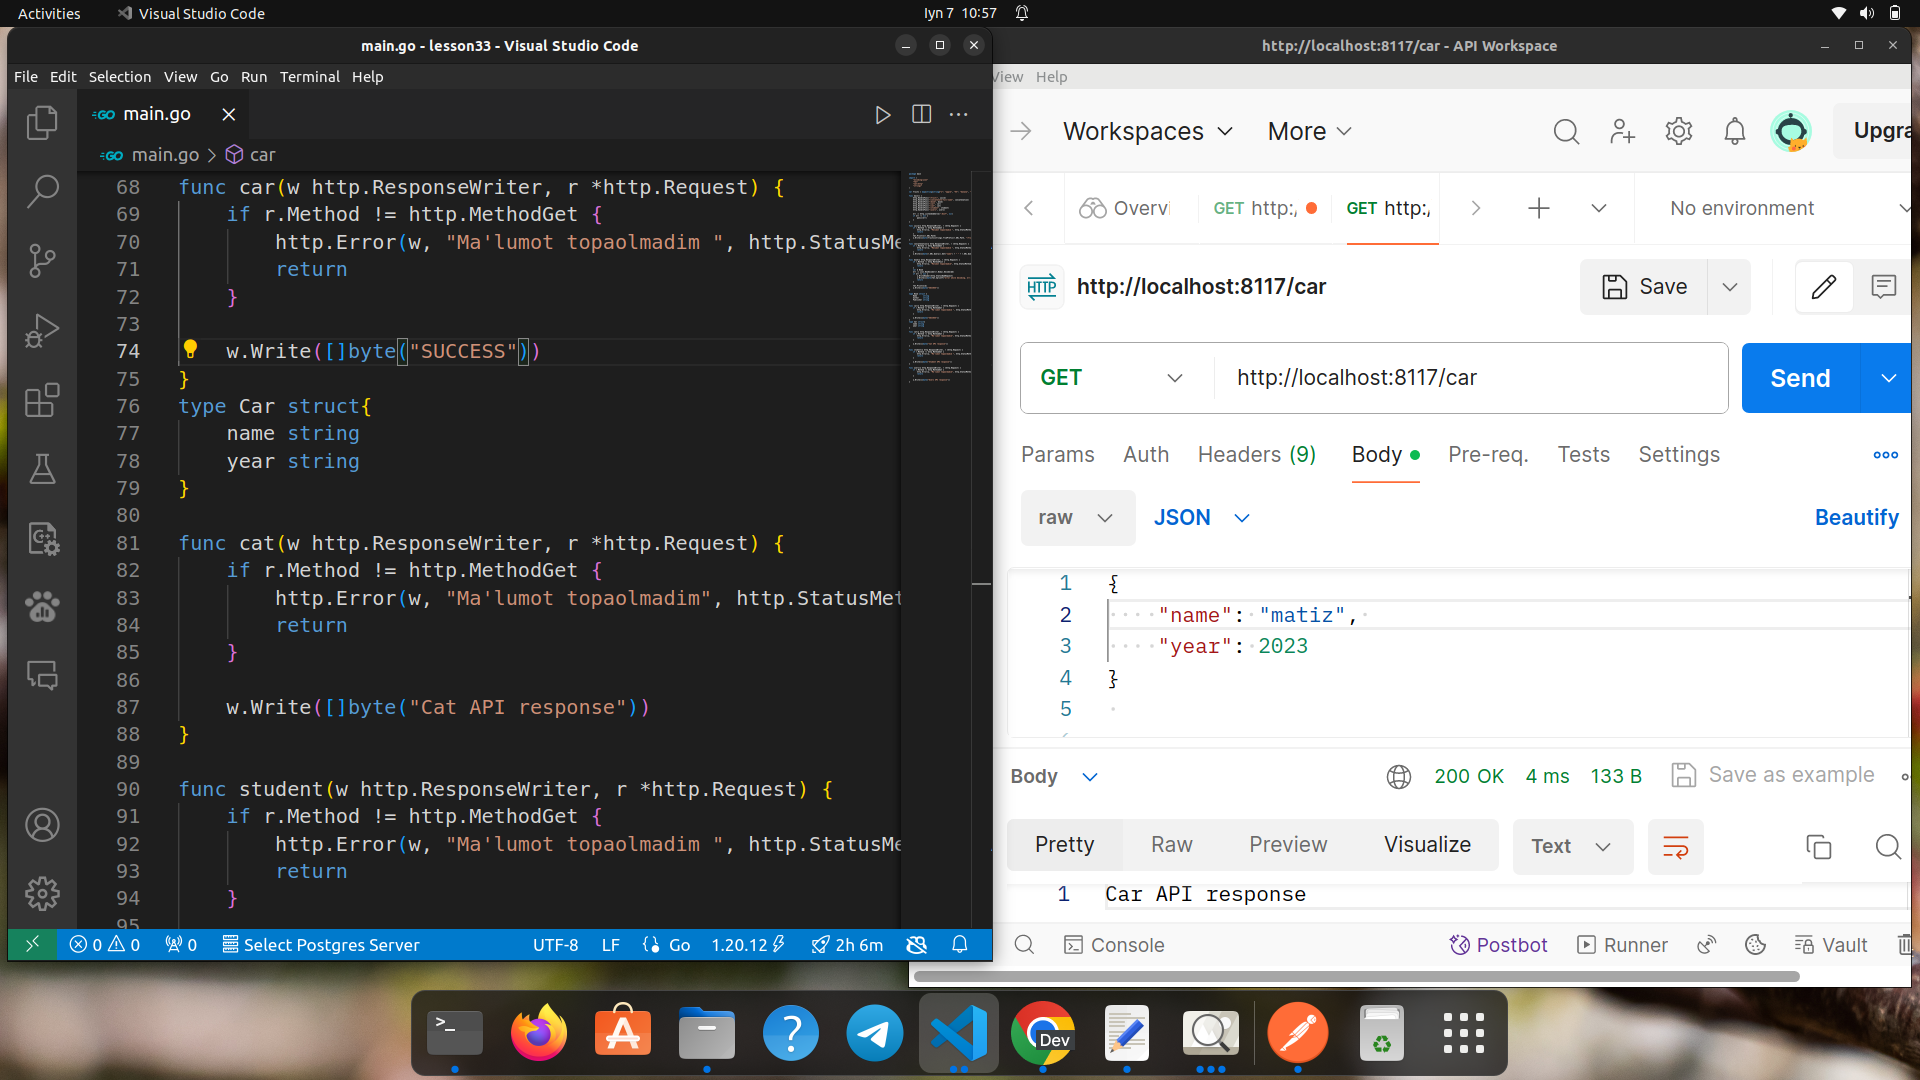 Activities
Visual Studio Code
Iyn 7 10:57
main.go - lesson33 - Visual Studio Code
File Edit Selection View Go Run Terminal Help
main.go
main.go > car
68 func car(w http.ResponseWriter, r *http.Request) {
69 if r.Method != http.MethodGet {
70 http.Error(w, "Ma'lumot topaolmadim ", http.StatusMe
71 return
72 }
73
74 w.Write([]byte("SUCCESS"))
75 }
76 type Car struct{
77 name string
78 year string
79 }
80
81 func cat(w http.ResponseWriter, r *http.Request) {
82 if r.Method != http.MethodGet {
83 http.Error(w, "Ma'lumot topaolmadim", http.StatusMet
84 return
85 }
86
87 w.Write([]byte("Cat API response"))
88 }
89
90 func student(w http.ResponseWriter, r *http.Request) {
91 if r.Method != http.MethodGet {
92 http.Error(w, "Ma'lumot topaolmadim ", http.StatusMe
93 return
94 }
95
0 0 0 Select Postgres Server UTF-8 LF Go 1.20.12 2h 6m
http://localhost:8117/car - API Workspace
View Help
Workspaces More Upgra
Overvi GET http:/ GET http:/ No environment
HTTP http://localhost:8117/car Save
GET http://localhost:8117/car Send
Params Auth Headers (9) Body Pre-req. Tests Settings
raw JSON Beautify
1 {
2 "name": "matiz",
3 "year": 2023
4 }
5
Body 200 OK 4 ms 133 B Save as example
Pretty Raw Preview Visualize Text
1 Car API response
Console Postbot Runner Vault
Dev